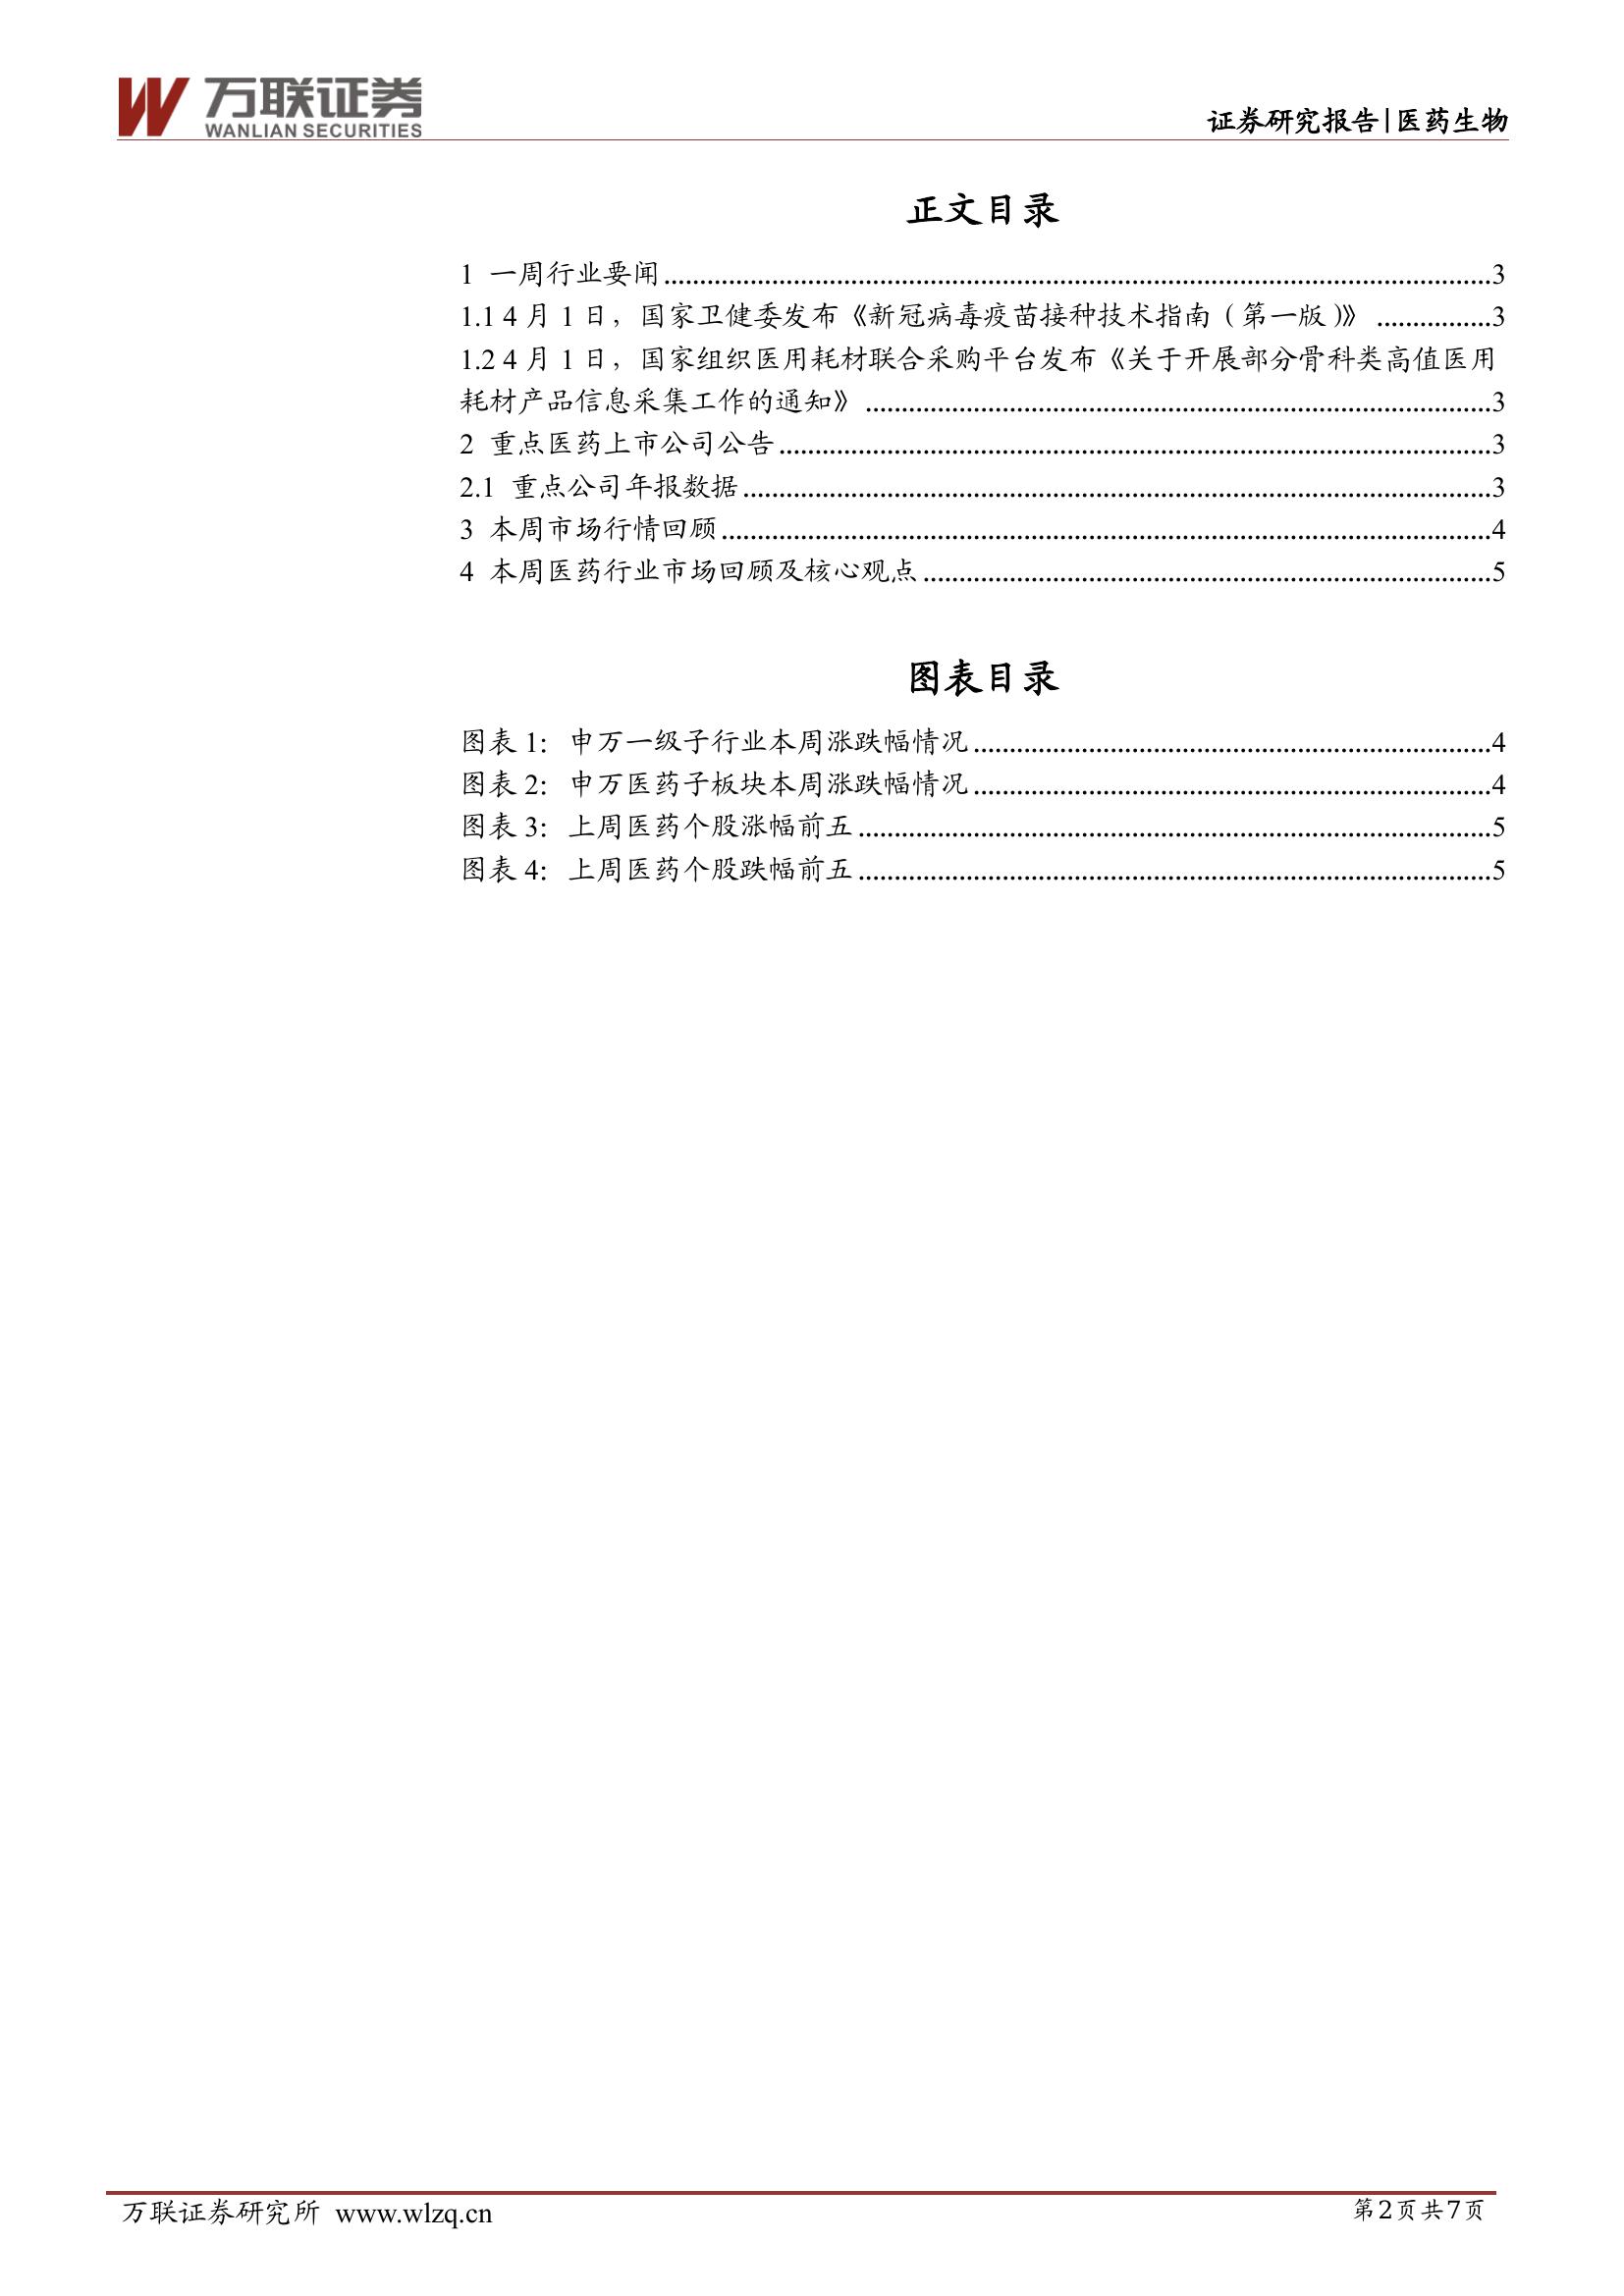 万联证券
WANLIAN SECURITIES
证券研究报告|医药生物
正文目录
1 一周行业要闻..........3
1.1 4 月 1 日，国家卫健委发布《新冠病毒疫苗接种技术指南（第一版）》..........3
1.2 4 月 1 日，国家组织医用耗材联合采购平台发布《关于开展部分骨科类高值医用
耗材产品信息采集工作的通知》..........3
2 重点医药上市公司公告..........3
2.1 重点公司年报数据..........3
3 本周市场行情回顾..........4
4 本周医药行业市场回顾及核心观点..........5
图表目录
图表 1: 申万一级子行业本周涨跌幅情况..........4
图表 2: 申万医药子板块本周涨跌幅情况..........4
图表 3: 上周医药个股涨幅前五..........5
图表 4: 上周医药个股跌幅前五..........5
万联证券研究所 www.wlzq.cn
第2页共7页